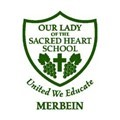 OUR LADY
OF THE
SACRED HEART
SCHOOL
United We Educate
MERBEIN